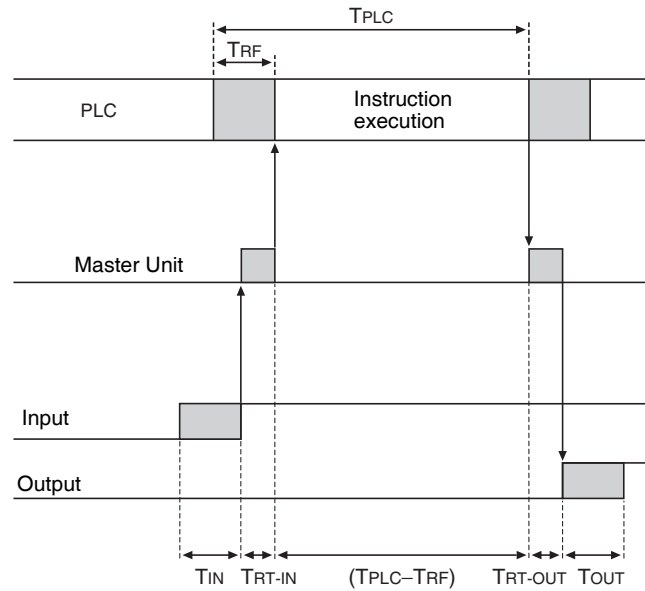 TPLC
TRF
PLC
Instruction
execution
Master Unit
Input
Output
TIN
TRT-IN
(TPLC–TRF)
TRT-OUT
TOUT